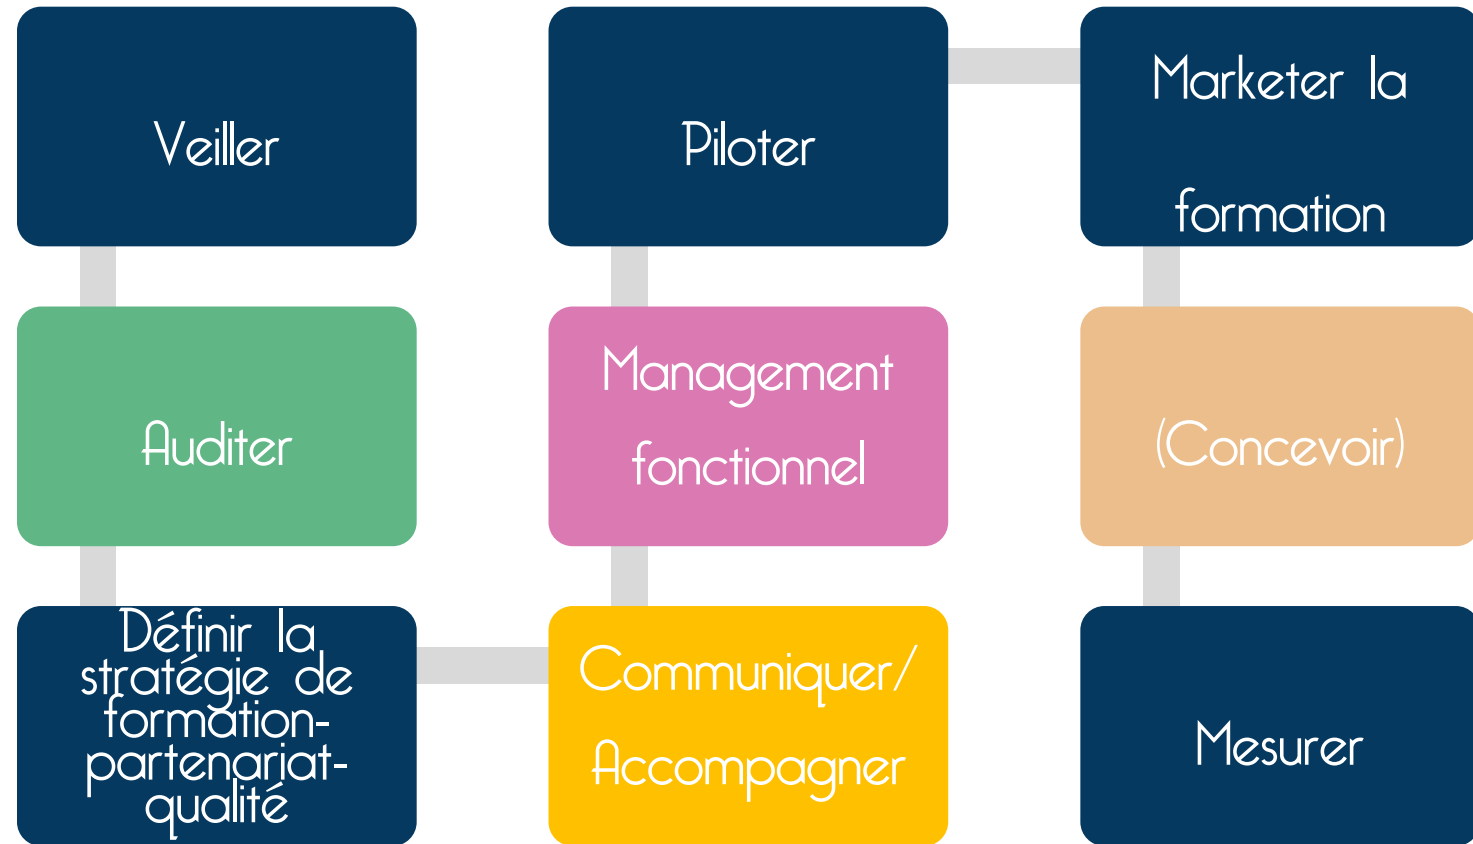 Veiller
Auditer
Définir la
stratégie de
formation-
partenariat-
qualité
Communiquer/
Accompagner
Management
fonctionnel
Piloter
Marketer la
formation
(Concevoir)
Mesurer